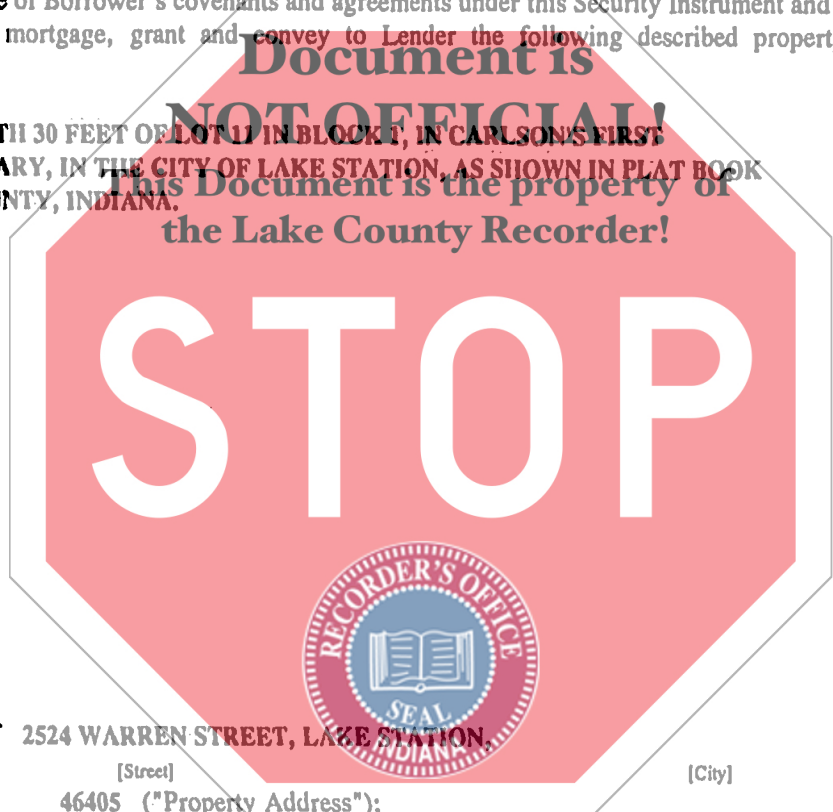 of Borrower's covenants and agreements under this Security Instrument and
mortgage, grant and convey to Lender the following described propert
Document is
NOT OFFICIAL!
TH 30 FEET OF LOT 11 IN BLOCK 1, IN CARLSON'S FIRST
ARY, IN THE CITY OF LAKE STATION, AS SHOWN IN PLAT BOOK
This Document is the property of
NTY, INDIANA.
the Lake County Recorder!
STOP
RECORDER'S OFFICE
SEAL
INDIANA
2524 WARREN STREET, LAKE STATION,
[Street] [City]
46405 ("Property Address");